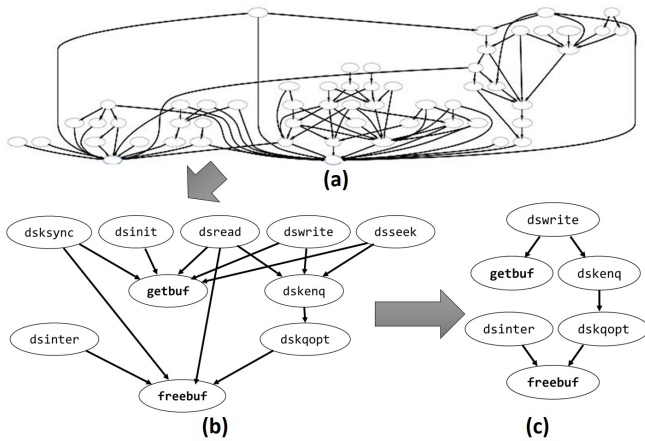 (a)
dsksync dsinit dsread dswrite dsseek
getbuf dskenq
dsinter dskqopt
freebuf
(b)
dswrite
getbuf dskenq
dsinter dskqopt
freebuf
(c)